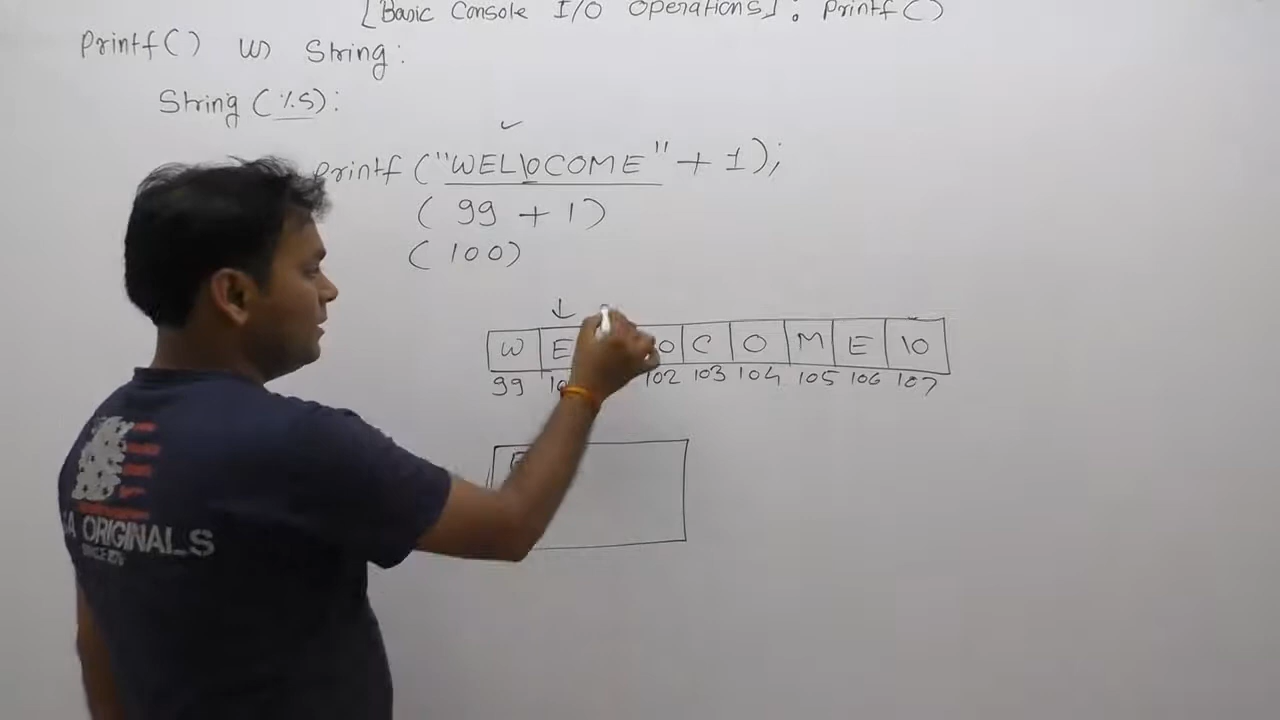 [Basic Console I/O Operations]: Printf()
Printf() w) String:
String (%S):
Printf ("WEL\0COME" + 1);
(99 + 1)
(100)
W E C O M E \0
99 102 103 104 105 106 107
ORIGINALS